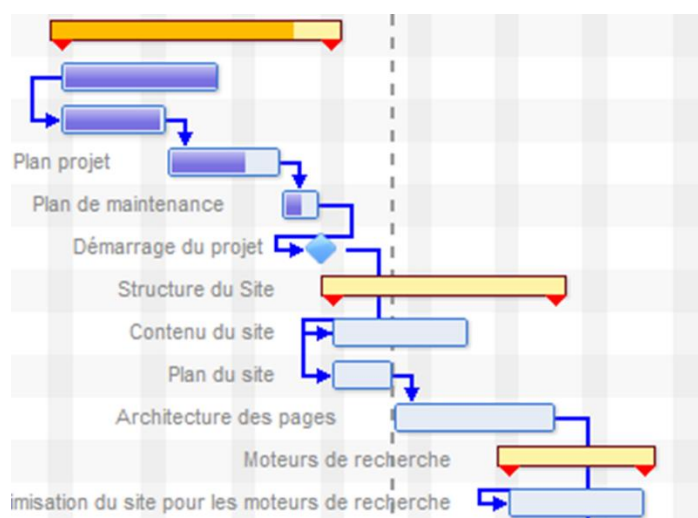 Plan projet
Plan de maintenance
Démarrage du projet
Structure du Site
Contenu du site
Plan du site
Architecture des pages
Moteurs de recherche
imisation du site pour les moteurs de recherche